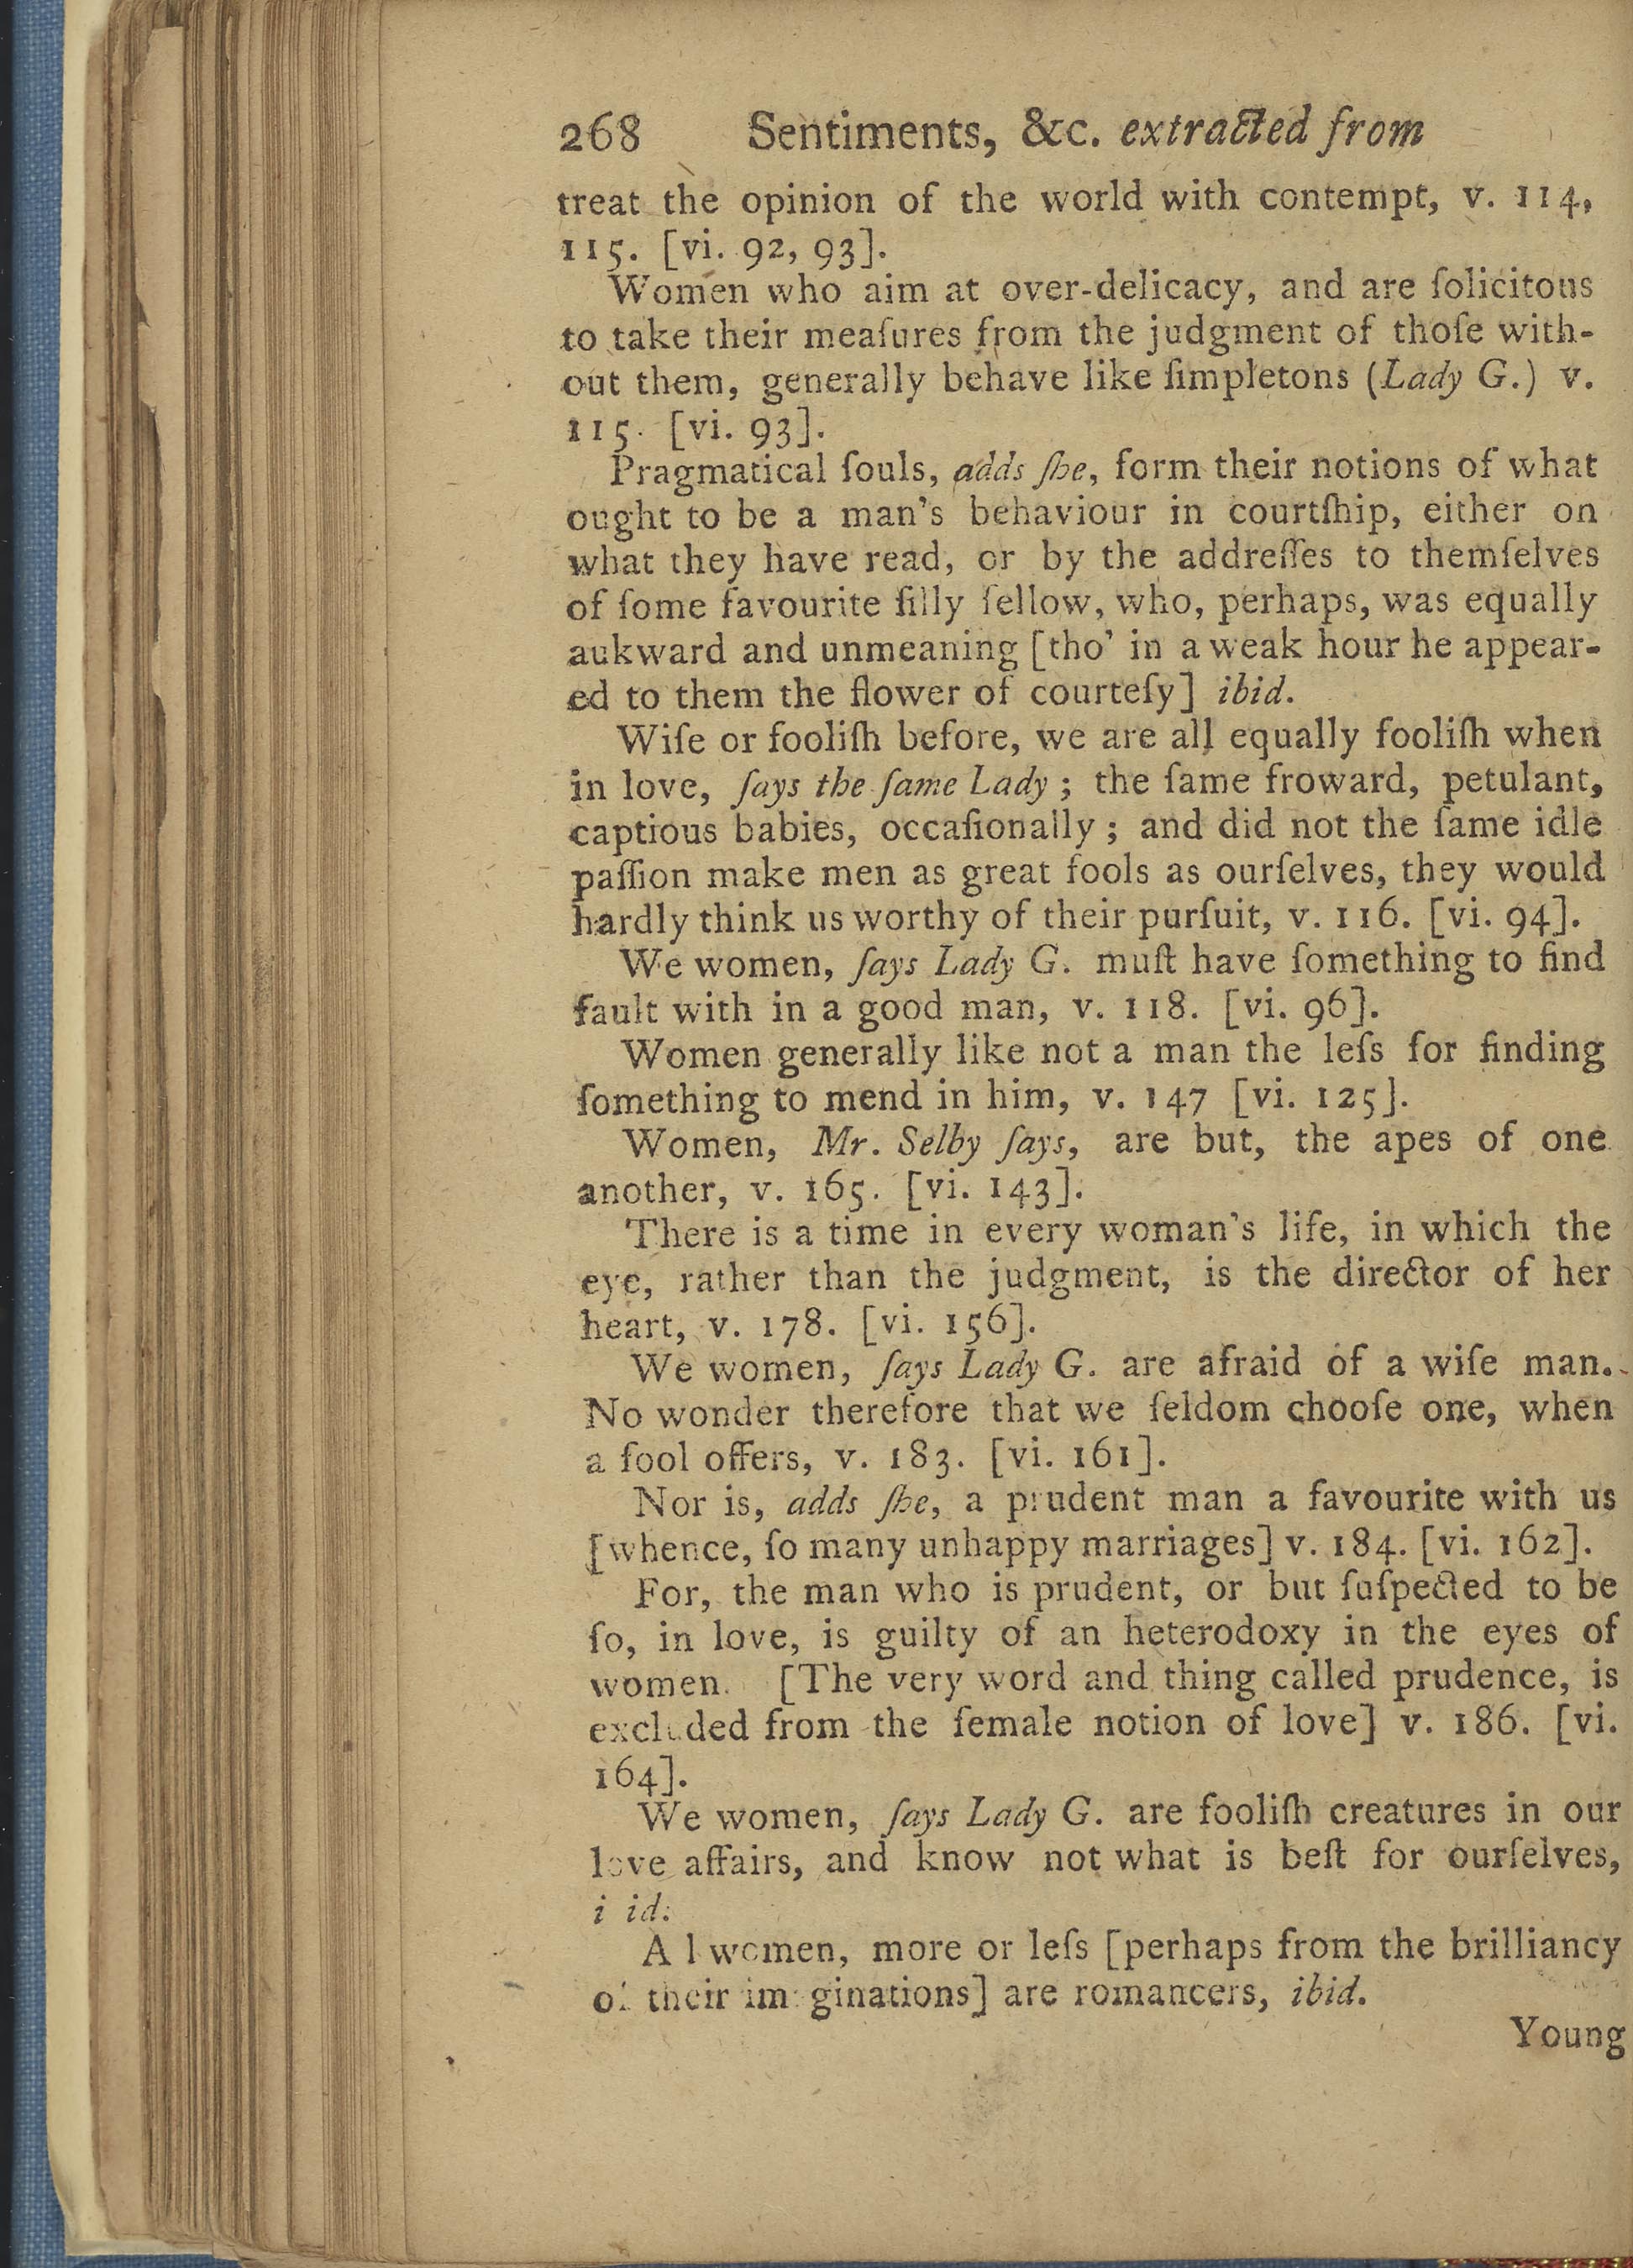 268 Sentiments, &c. extracted from
treat the opinion of the world with contempt, v. 114,
115. [vi. 92, 93].
Women who aim at over-delicacy, and are ſolicitous
to take their meaſures from the judgment of thoſe with-
out them, generally behave like ſimpletons (Lady G.) v.
115. [vi. 93].
Pragmatical ſouls, adds ſhe, form their notions of what
ought to be a man's behaviour in courtſhip, either on
what they have read, or by the addreſſes to themſelves
of ſome favourite ſilly fellow, who, perhaps, was equally
aukward and unmeaning [tho' in a weak hour he appear-
ed to them the flower of courteſy] ibid.
Wiſe or fooliſh before, we are all equally fooliſh when
in love, ſays the ſame Lady; the ſame froward, petulant,
captious babies, occaſionally; and did not the ſame idle
paſſion make men as great fools as ourſelves, they would
hardly think us worthy of their purſuit, v. 116. [vi. 94].
We women, ſays Lady G. muſt have ſomething to find
fault with in a good man, v. 118. [vi. 96].
Women generally like not a man the leſs for finding
ſomething to mend in him, v. 147 [vi. 125].
Women, Mr. Selby ſays, are but, the apes of one
another, v. 165. [vi. 143].
There is a time in every woman's life, in which the
eye, rather than the judgment, is the director of her
heart, v. 178. [vi. 156].
We women, ſays Lady G. are afraid of a wiſe man.
No wonder therefore that we ſeldom chooſe one, when
a fool offers, v. 183. [vi. 161].
Nor is, adds ſhe, a prudent man a favourite with us
[whence, ſo many unhappy marriages] v. 184. [vi. 162].
For, the man who is prudent, or but ſuſpected to be
ſo, in love, is guilty of an heterodoxy in the eyes of
women. [The very word and thing called prudence, is
excluded from the female notion of love] v. 186. [vi.
164].
We women, ſays Lady G. are fooliſh creatures in our
love affairs, and know not what is beſt for ourſelves,
i id.
A l women, more or leſs [perhaps from the brilliancy
of their im ginations] are romancers, ibid.
Young